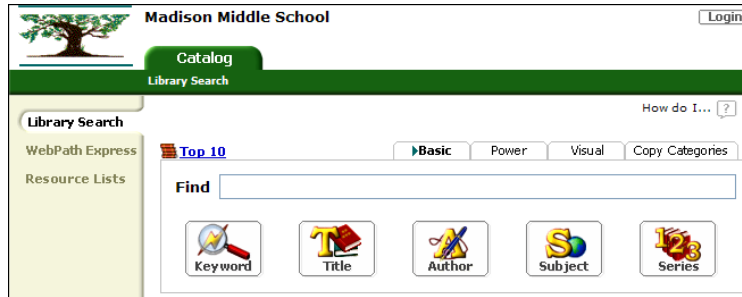 Madison Middle School
Login
Catalog
Library Search
How do I... ?
Library Search
WebPath Express
Resource Lists
Top 10
Basic Power Visual Copy Categories
Find
Keyword Title Author Subject Series